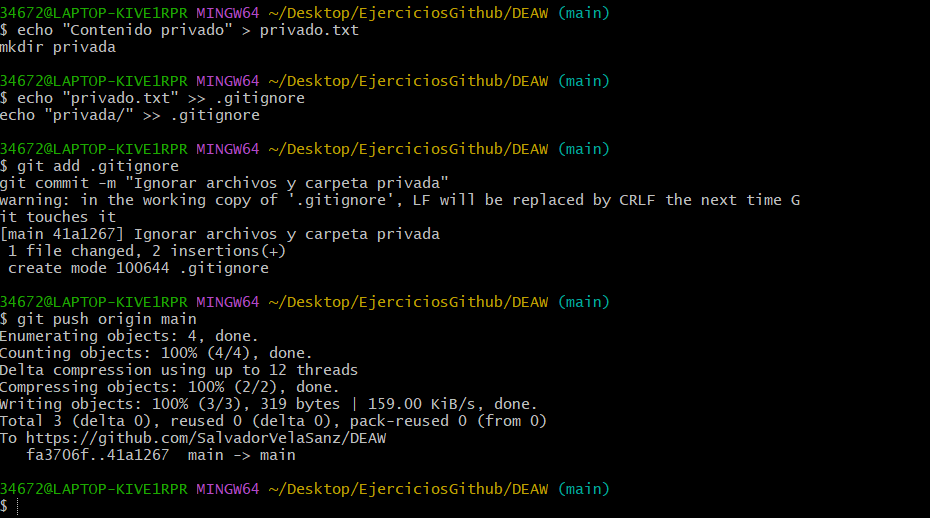 34672@LAPTOP-KIVE1RPR MINGW64 ~/Desktop/EjerciciosGithub/DEAW (main)
$ echo "Contenido privado" > privado.txt
mkdir privada
34672@LAPTOP-KIVE1RPR MINGW64 ~/Desktop/EjerciciosGithub/DEAW (main)
$ echo "privado.txt" >> .gitignore
echo "privada/" >> .gitignore
34672@LAPTOP-KIVE1RPR MINGW64 ~/Desktop/EjerciciosGithub/DEAW (main)
$ git add .gitignore
git commit -m "Ignorar archivos y carpeta privada"
warning: in the working copy of '.gitignore', LF will be replaced by CRLF the next time G
it touches it
[main 41a1267] Ignorar archivos y carpeta privada
 1 file changed, 2 insertions(+)
 create mode 100644 .gitignore
34672@LAPTOP-KIVE1RPR MINGW64 ~/Desktop/EjerciciosGithub/DEAW (main)
$ git push origin main
Enumerating objects: 4, done.
Counting objects: 100% (4/4), done.
Delta compression using up to 12 threads
Compressing objects: 100% (2/2), done.
Writing objects: 100% (3/3), 319 bytes | 159.00 KiB/s, done.
Total 3 (delta 0), reused 0 (delta 0), pack-reused 0 (from 0)
To https://github.com/SalvadorVelaSanz/DEAW
   fa3706f..41a1267  main -> main
34672@LAPTOP-KIVE1RPR MINGW64 ~/Desktop/EjerciciosGithub/DEAW (main)
$